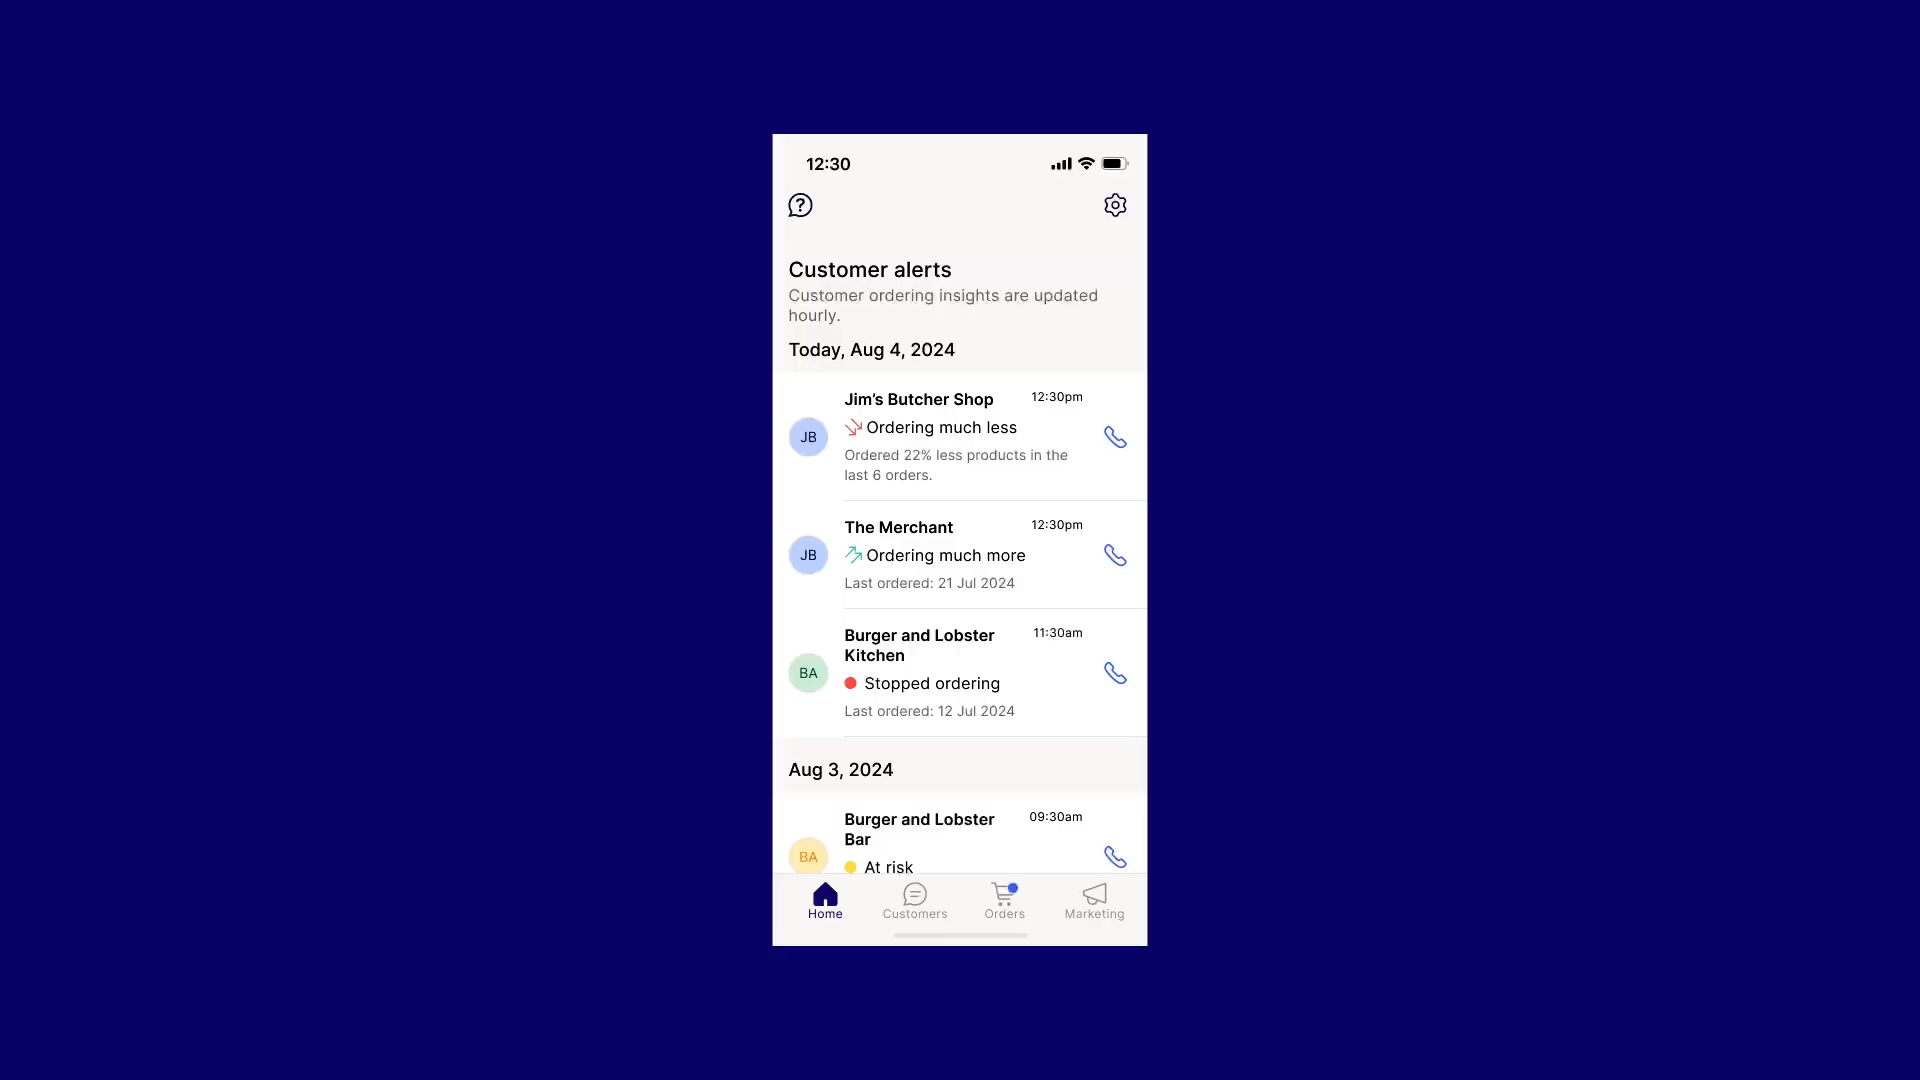 12:30
Customer alerts
Customer ordering insights are updated
hourly.
Today, Aug 4, 2024
Jim’s Butcher Shop
12:30pm
JB
Ordering much less
Ordered 22% less products in the
last 6 orders.
The Merchant
12:30pm
JB
Ordering much more
Last ordered: 21 Jul 2024
Burger and Lobster
Kitchen
11:30am
BA
Stopped ordering
Last ordered: 12 Jul 2024
Aug 3, 2024
Burger and Lobster
Bar
09:30am
BA
At risk
Home
Customers
Orders
Marketing